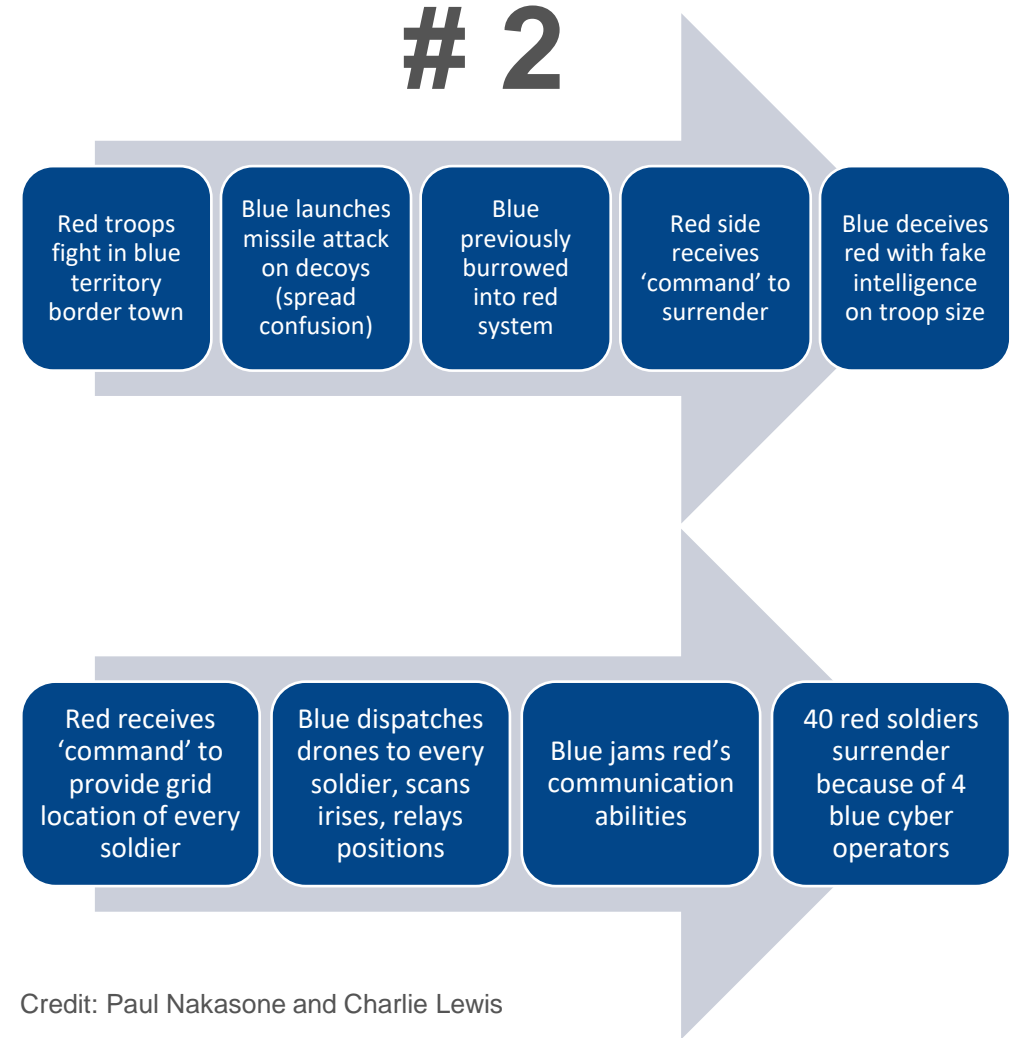 # 2
Red troops
fight in blue
territory
border town
Blue launches
missile attack
on decoys
(spread
confusion)
Blue
previously
burrowed
into red
system
Red side
receives
‘command’ to
surrender
Blue deceives
red with fake
intelligence
on troop size
Red receives
‘command’ to
provide grid
location of every
soldier
Blue dispatches
drones to every
soldier, scans
irises, relays
positions
Blue jams red’s
communication
abilities
40 red soldiers
surrender
because of 4
blue cyber
operators
Credit: Paul Nakasone and Charlie Lewis